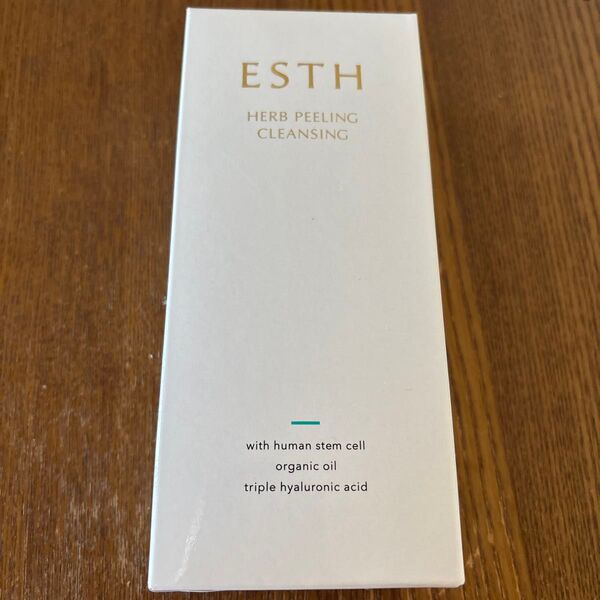 ESTH
HERB PEELING
CLEANSING
with human stem cell
organic oil
triple hyaluronic acid